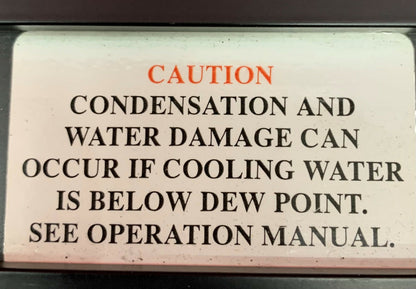 CAUTION
CONDENSATION AND
WATER DAMAGE CAN
OCCUR IF COOLING WATER
IS BELOW DEW POINT.
SEE OPERATION MANUAL.